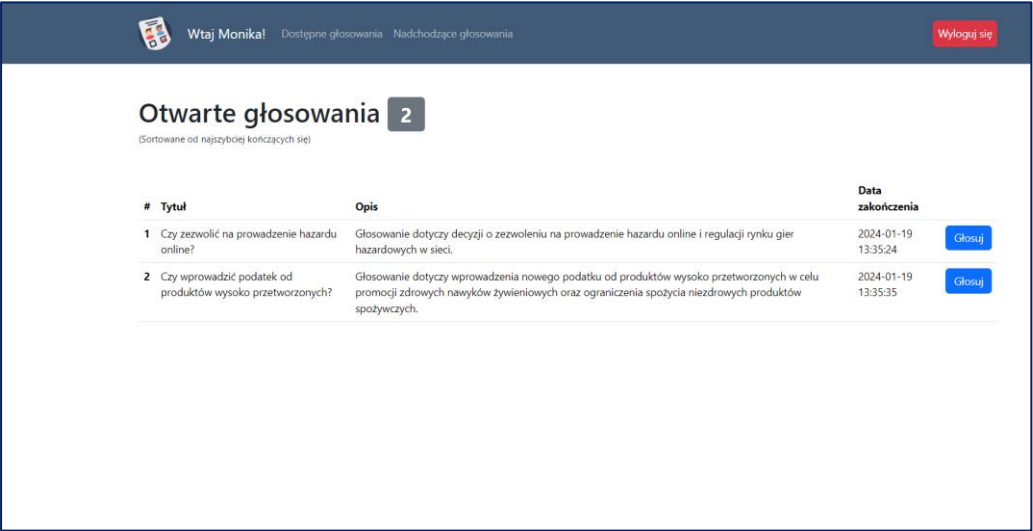 Wtaj Monika! Dostępne głosowania Nadchodzące głosowania Wyloguj się
Otwarte głosowania 2
(Sortowane od najszybciej kończących się)
# Tytuł Opis Data zakończenia
1 Czy zezwolić na prowadzenie hazardu online? Głosowanie dotyczy decyzji o zezwoleniu na prowadzenie hazardu online i regulacji rynku gier hazardowych w sieci. 2024-01-19 13:35:24 Głosuj
2 Czy wprowadzić podatek od produktów wysoko przetworzonych? Głosowanie dotyczy wprowadzenia nowego podatku od produktów wysoko przetworzonych w celu promocji zdrowych nawyków żywieniowych oraz ograniczenia spożycia niezdrowych produktów spożywczych. 2024-01-19 13:35:35 Głosuj